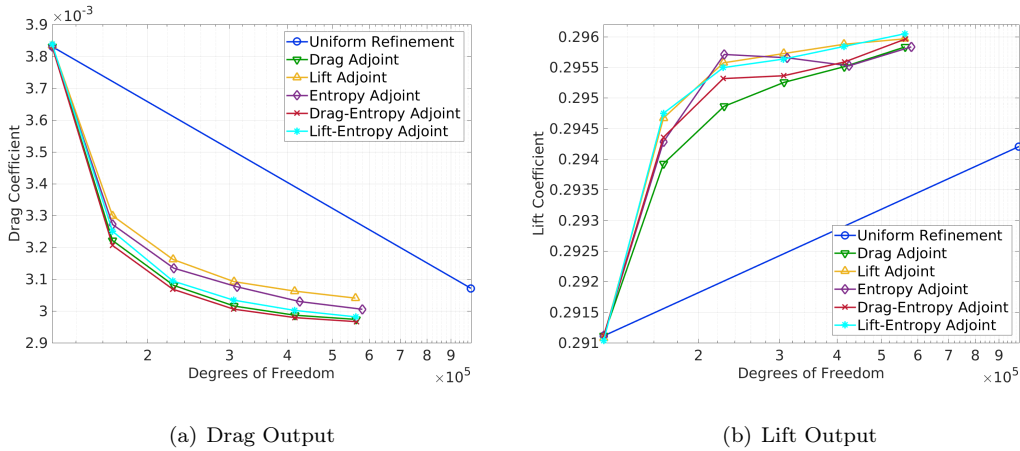 ×10⁻³
3.9
3.8
3.7
3.6
3.5
3.4
3.3
3.2
3.1
3
2.9
Drag Coefficient
Uniform Refinement
Drag Adjoint
Lift Adjoint
Entropy Adjoint
Drag-Entropy Adjoint
Lift-Entropy Adjoint
2 3 4 5 6 7 8 9
Degrees of Freedom
×10⁵
(a) Drag Output
0.296
0.2955
0.295
0.2945
0.294
0.2935
0.293
0.2925
0.292
0.2915
0.291
Lift Coefficient
Uniform Refinement
Drag Adjoint
Lift Adjoint
Entropy Adjoint
Drag-Entropy Adjoint
Lift-Entropy Adjoint
2 3 4 5 6 7 8 9
Degrees of Freedom
×10⁵
(b) Lift Output